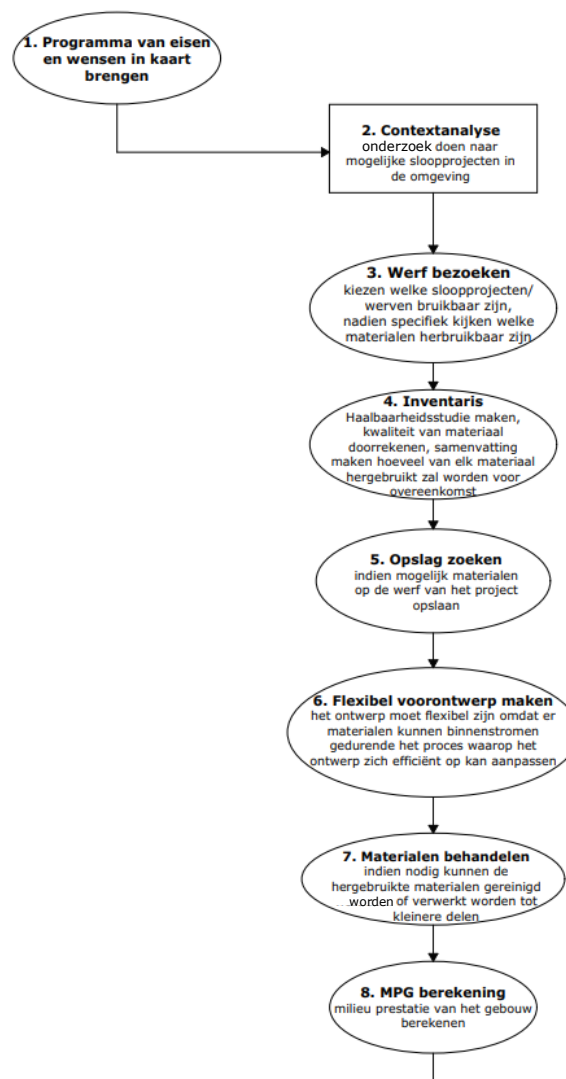 1. Programma van eisen
en wensen in kaart
brengen
2. Contextanalyse
onderzoek doen naar
mogelijke sloopprojecten in
de omgeving
3. Werf bezoeken
kiezen welke sloopprojecten/
werven bruikbaar zijn,
nadien specifiek kijken welke
materialen herbruikbaar zijn
4. Inventaris
Haalbaarheidsstudie maken,
kwaliteit van materiaal
doorrekenen, samenvatting
maken hoeveel van elk materiaal
hergebruikt zal worden voor
overeenkomst
5. Opslag zoeken
indien mogelijk materialen
op de werf van het project
opslaan
6. Flexibel voorontwerp maken
het ontwerp moet flexibel zijn omdat er
materialen kunnen binnenstromen
gedurende het proces waarop het
ontwerp zich efficiënt op kan aanpassen
7. Materialen behandelen
indien nodig kunnen de
hergebruikte materialen gereinigd
worden of verwerkt worden tot
kleinere delen
8. MPG berekening
milieu prestatie van het gebouw
berekenen